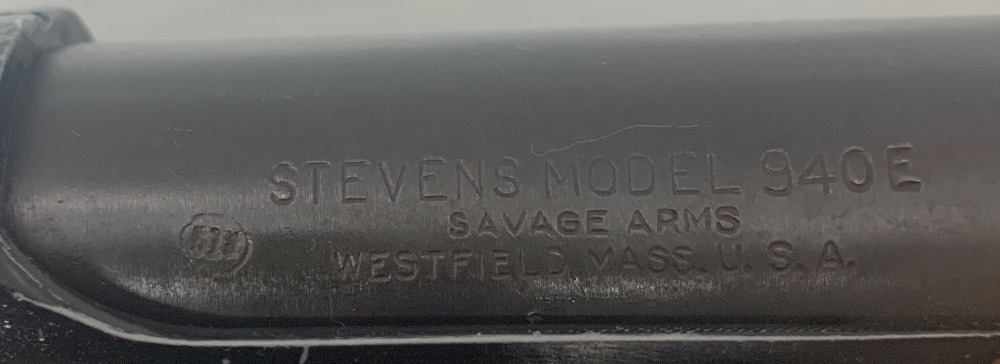 STEVENS MODEL 940E
SAVAGE ARMS
WESTFIELD, MASS. U. S. A.